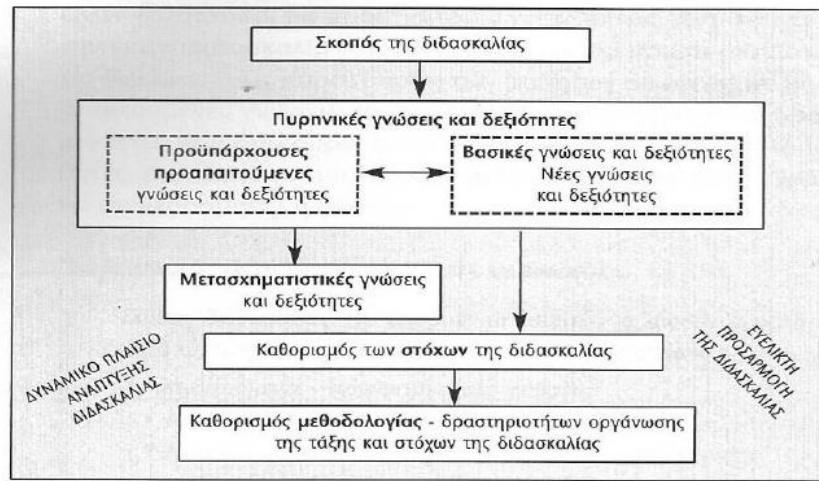 Σκοπός της διδασκαλίας
Πυρηνικές γνώσεις και δεξιότητες
Προϋπάρχουσες
προαπαιτούμενες
γνώσεις και δεξιότητες
Βασικές γνώσεις και δεξιότητες
Νέες γνώσεις
και δεξιότητες
Μετασχηματιστικές γνώσεις
και δεξιότητες
Καθορισμός των στόχων της διδασκαλίας
ΔΥΝΑΜΙΚΟ ΠΛΑΙΣΙΟ
ΑΝΑΠΤΥΞΗΣ
ΔΙΔΑΣΚΑΛΙΑΣ
ΕΥΕΛΙΚΤΗ
ΠΡΟΣΑΡΜΟΓΗ
ΤΗΣ ΔΙΔΑΣΚΑΛΙΑΣ
Καθορισμός μεθοδολογίας - δραστηριοτήτων οργάνωσης
της τάξης και στόχων της διδασκαλίας